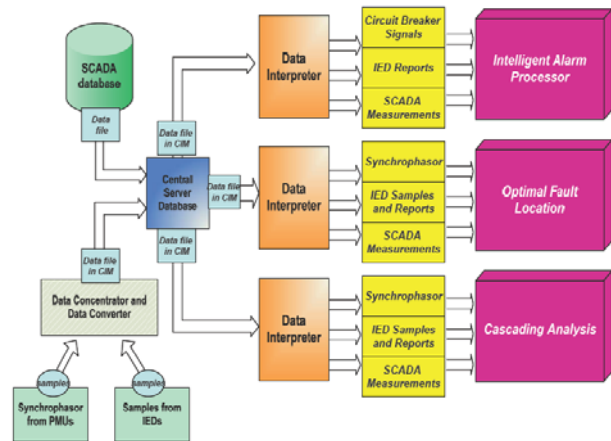 SCADA
database
Data
file
Data file
in CIM
Central
Server
Database
Data file
in CIM
Data file
in CIM
Data file
in CIM
Data Concentrator and
Data Converter
samples
samples
Synchrophasor
from PMUs
Samples from
IEDs
Data
Interpreter
Circuit Breaker
Signals
IED Reports
SCADA
Measurements
Intelligent Alarm
Processor
Data
Interpreter
Synchrophasor
IED Samples
and Reports
SCADA
Measurements
Optimal Fault
Location
Data
Interpreter
Synchrophasor
IED Samples
and Reports
SCADA
Measurements
Cascading Analysis